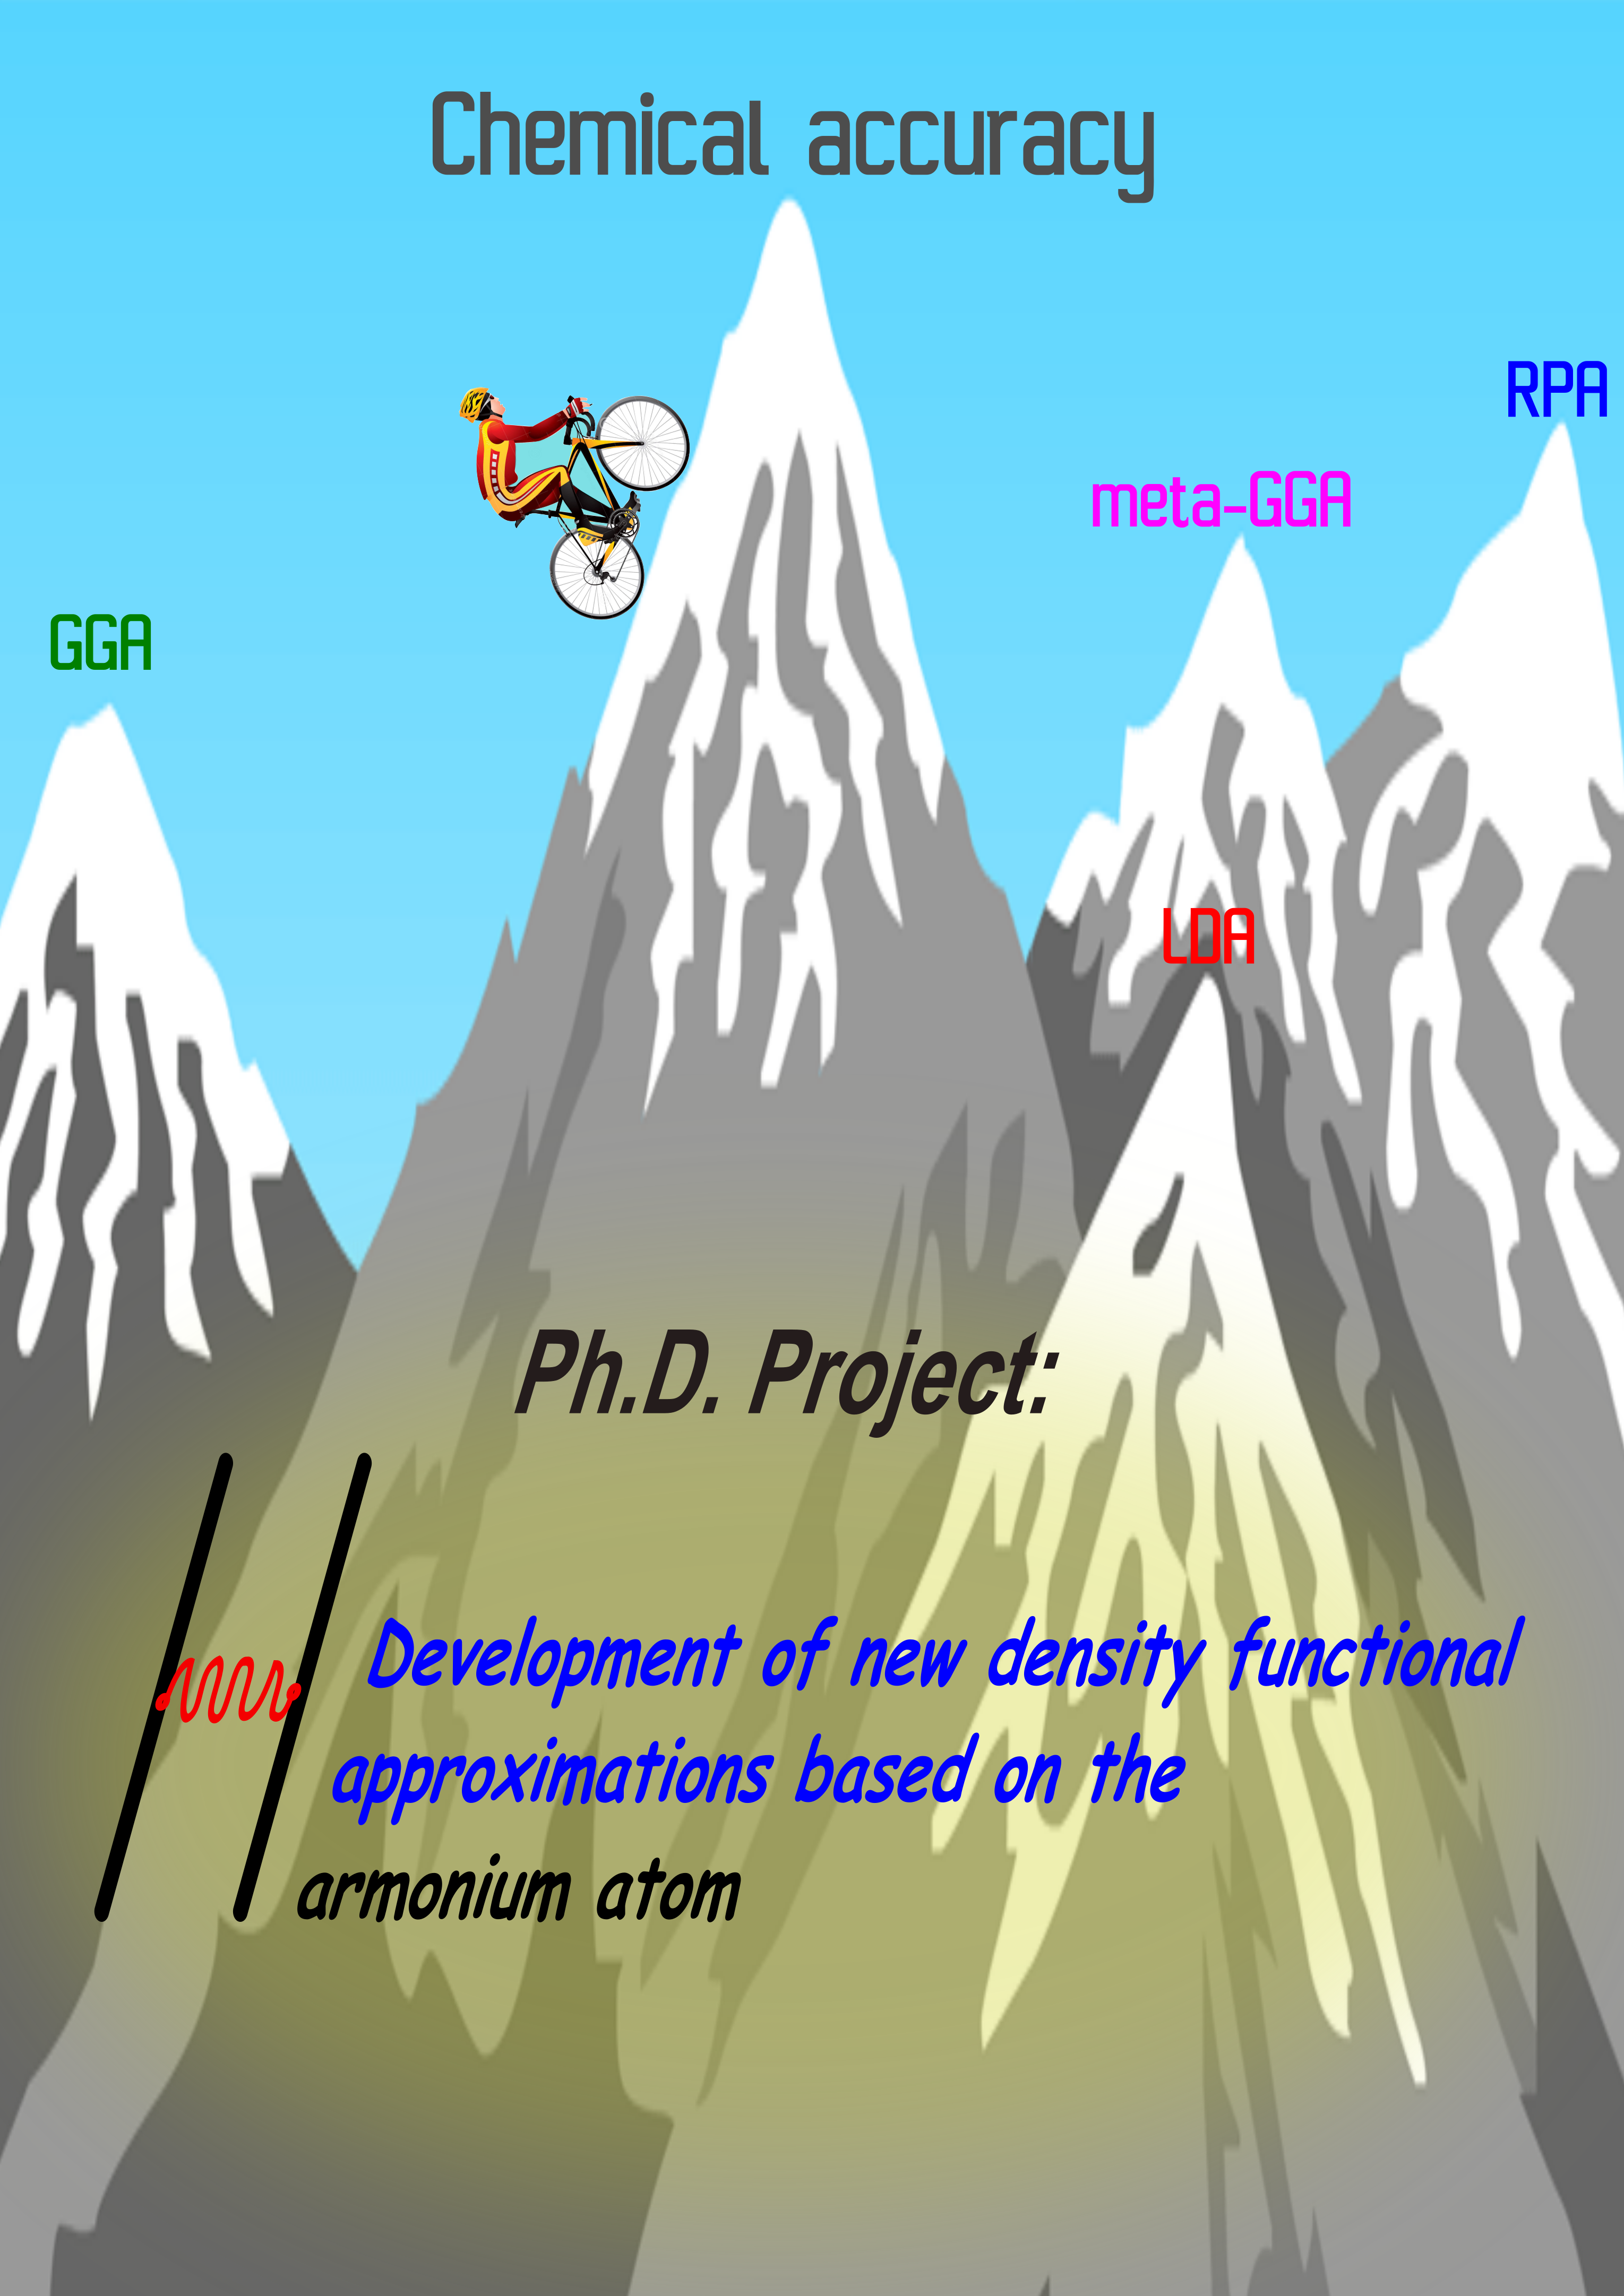 Chemical accuracy
RPA
meta-GGA
GGA
LDA
Ph.D. Project:
Development of new density functional
approximations based on the
Harmonium atom